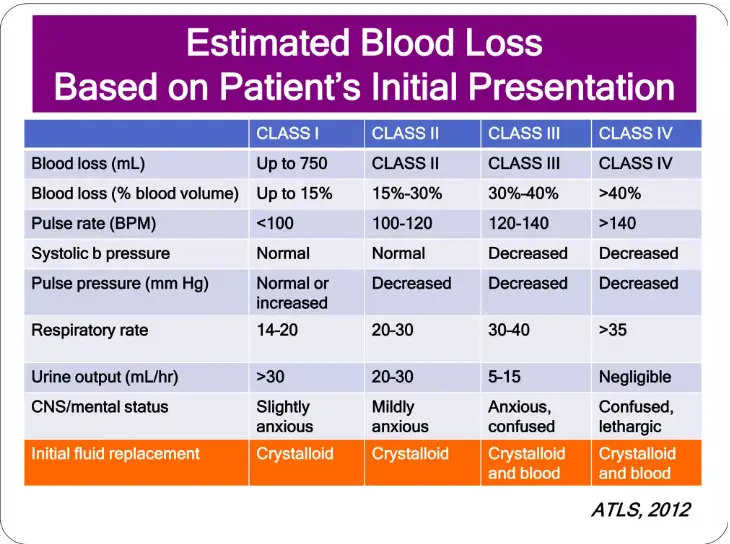 Estimated Blood Loss
Based on Patient's Initial Presentation
CLASS I CLASS II CLASS III CLASS IV
Blood loss (mL) Up to 750 CLASS II CLASS III CLASS IV
Blood loss (% blood volume) Up to 15% 15%-30% 30%-40% >40%
Pulse rate (BPM) <100 100-120 120-140 >140
Systolic b pressure Normal Normal Decreased Decreased
Pulse pressure (mm Hg) Normal or Decreased Decreased Decreased
increased
Respiratory rate 14-20 20-30 30-40 >35
Urine output (mL/hr) >30 20-30 5-15 Negligible
CNS/mental status Slightly Mildly Anxious, Confused,
anxious anxious confused lethargic
Initial fluid replacement Crystalloid Crystalloid Crystalloid Crystalloid
and blood and blood
ATLS, 2012